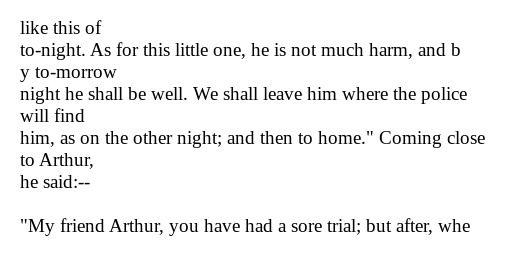 like this of
to-night. As for this little one, he is not much harm, and b
y to-morrow
night he shall be well. We shall leave him where the police
will find
him, as on the other night; and then to home." Coming close
to Arthur,
he said:--

"My friend Arthur, you have had a sore trial; but after, whe